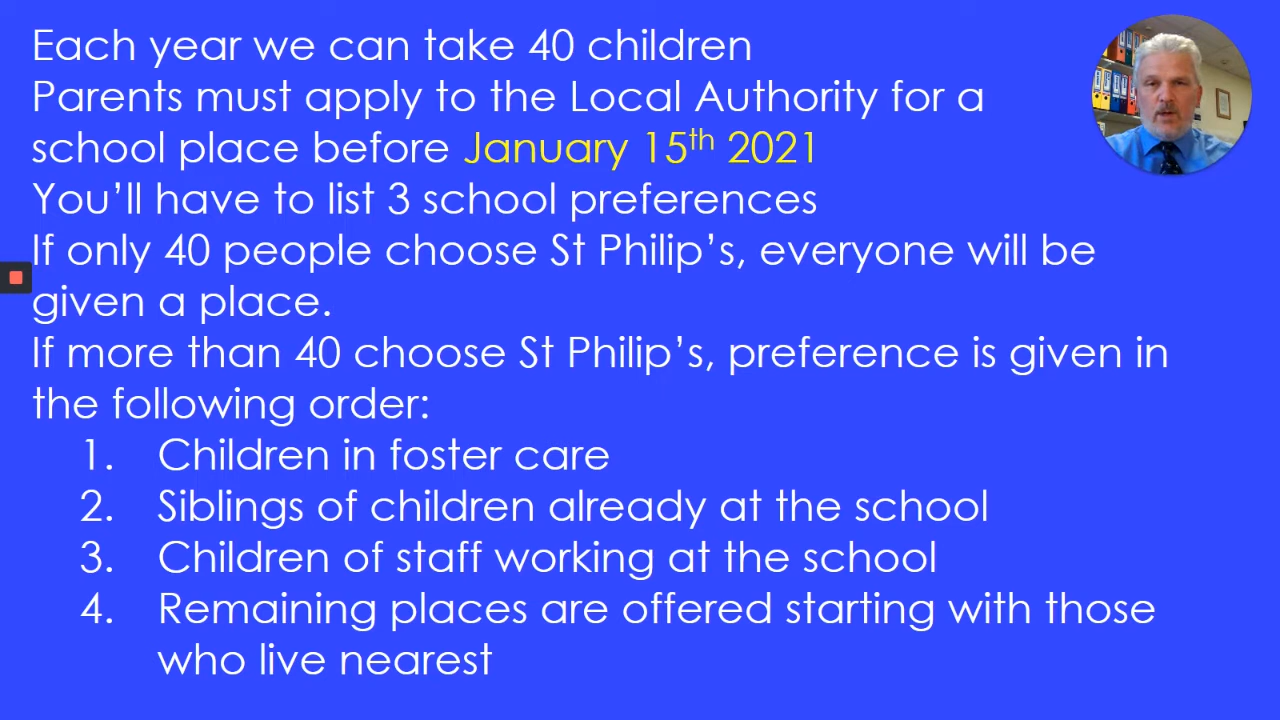 Each year we can take 40 children
Parents must apply to the Local Authority for a
school place before January 15th 2021
You'll have to list 3 school preferences
If only 40 people choose St Philip's, everyone will be
given a place.
If more than 40 choose St Philip's, preference is given in
the following order:
1. Children in foster care
2. Siblings of children already at the school
3. Children of staff working at the school
4. Remaining places are offered starting with those
who live nearest